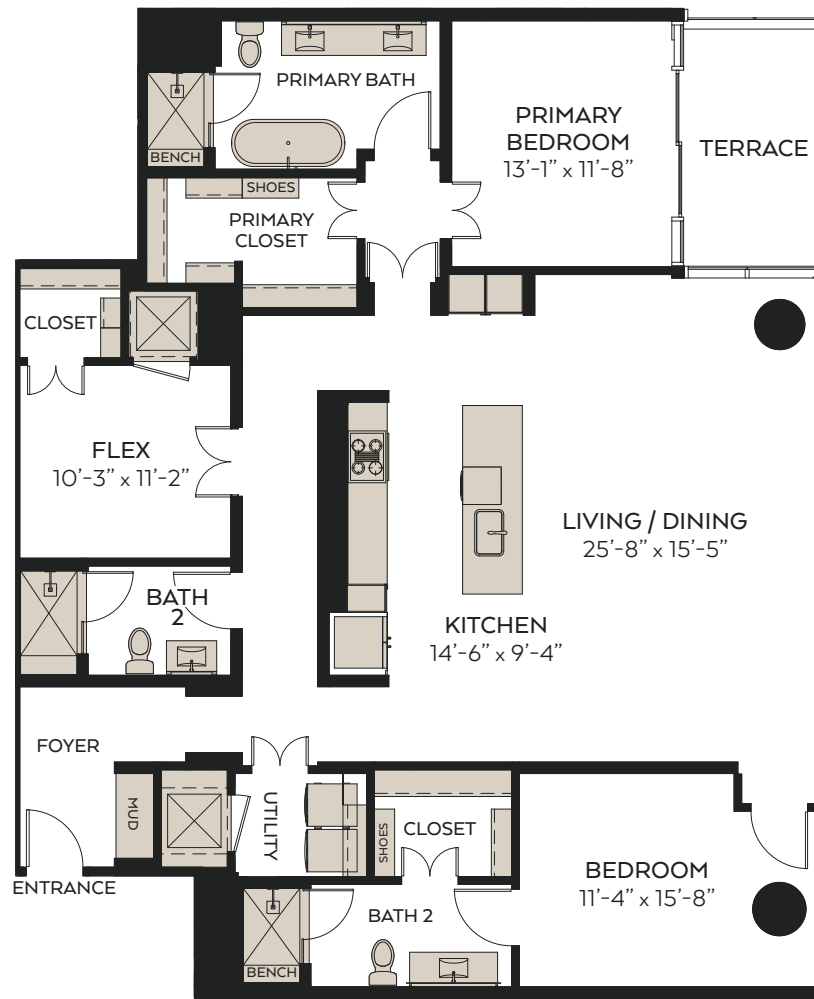 PRIMARY BATH
BENCH
PRIMARY
BEDROOM
13'-1" x 11'-8"
TERRACE
SHOES
PRIMARY
CLOSET
CLOSET
FLEX
10'-3" x 11'-2"
LIVING / DINING
25'-8" x 15'-5"
BATH
2
KITCHEN
14'-6" x 9'-4"
FOYER
MUD
UTILITY
SHOES
CLOSET
ENTRANCE
BEDROOM
11'-4" x 15'-8"
BATH 2
BENCH